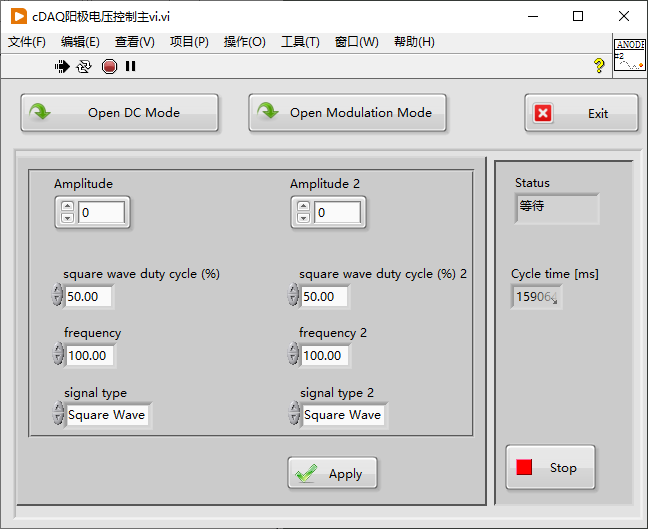 cDAQ阳极电压控制主vi.vi
文件(F) 编辑(E) 查看(V) 项目(P) 操作(O) 工具(T) 窗口(W) 帮助(H)
ANODE
#2
Open DC Mode
Open Modulation Mode
Exit
Amplitude
Amplitude 2
0
0
square wave duty cycle (%)
square wave duty cycle (%) 2
50.00
50.00
frequency
frequency 2
100.00
100.00
signal type
signal type 2
Square Wave
Square Wave
Apply
Status
等待
Cycle time [ms]
Stop